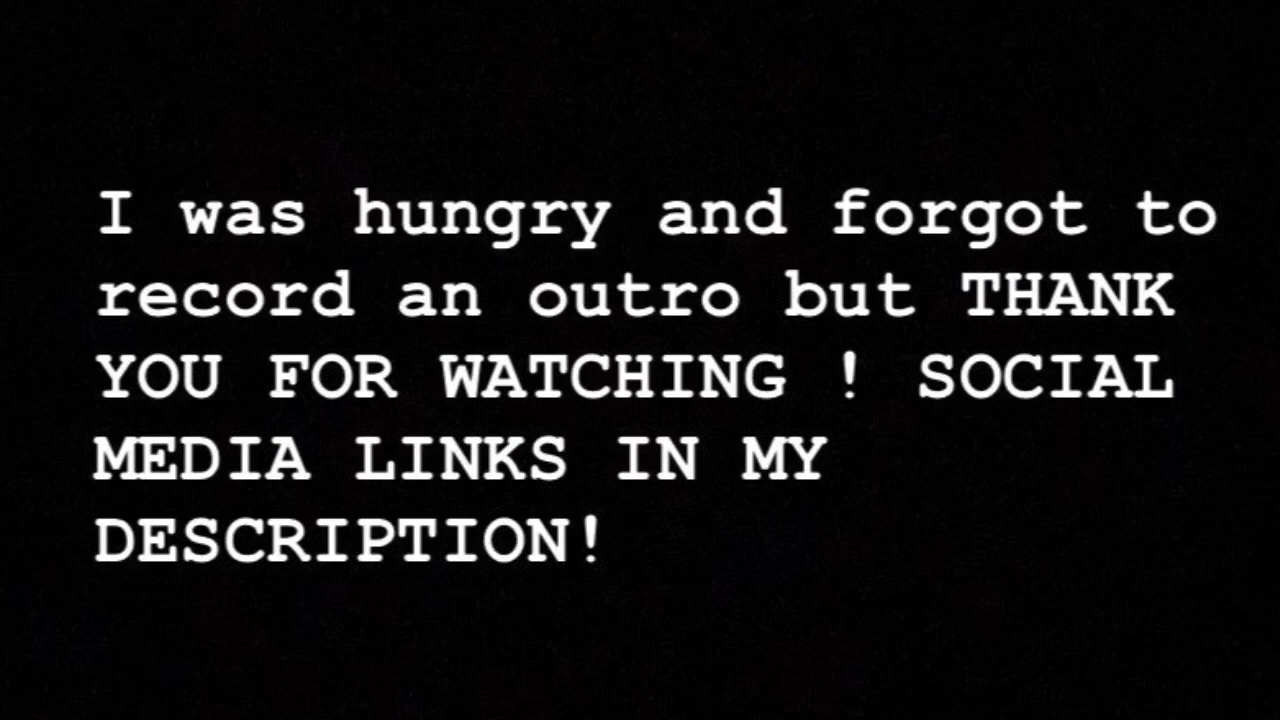 I was hungry and forgot to
record an outro but THANK
YOU FOR WATCHING ! SOCIAL
MEDIA LINKS IN MY
DESCRIPTION!